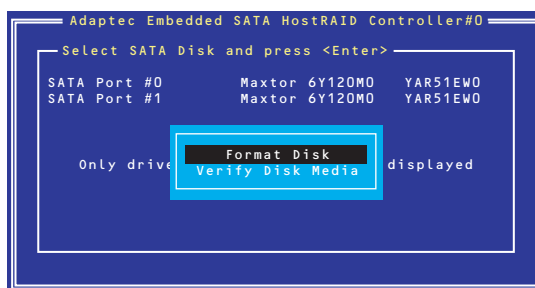 Adaptec Embedded SATA HostRAID Controller#0
Select SATA Disk and press <Enter>
SATA Port #0 Maxtor 6Y120M0 YAR51EW0
SATA Port #1 Maxtor 6Y120M0 YAR51EW0
Format Disk
Only drive displayed
Verify Disk Media